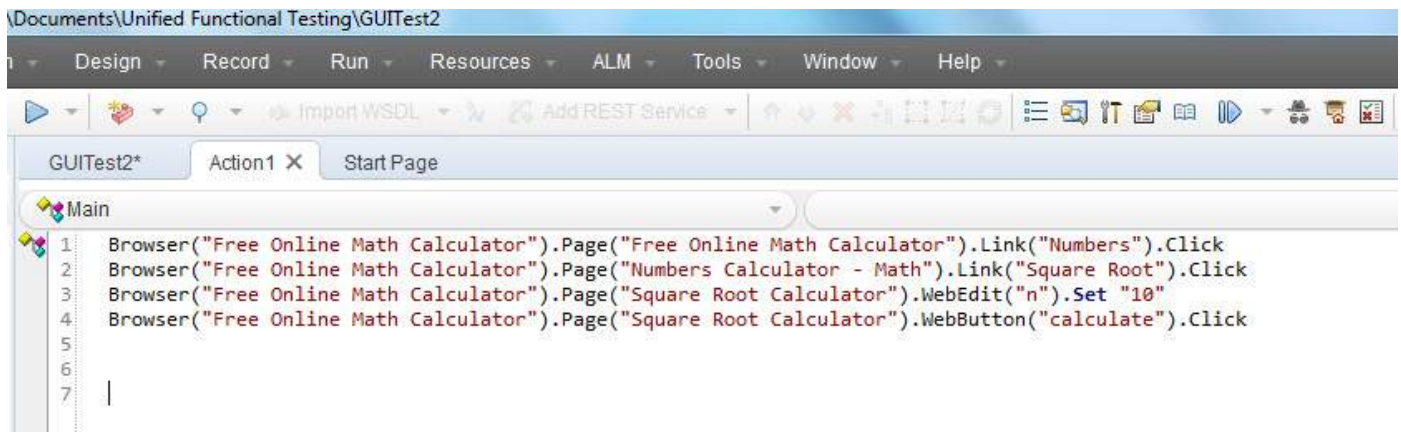 \Documents\Unified Functional Testing\GUITest2
Design Record Run Resources ALM Tools Window Help
Import WSDL Add REST Service
GUITest2* Action1 Start Page
Main
1 Browser("Free Online Math Calculator").Page("Free Online Math Calculator").Link("Numbers").Click
2 Browser("Free Online Math Calculator").Page("Numbers Calculator - Math").Link("Square Root").Click
3 Browser("Free Online Math Calculator").Page("Square Root Calculator").WebEdit("n").Set "10"
4 Browser("Free Online Math Calculator").Page("Square Root Calculator").WebButton("calculate").Click
5
6
7